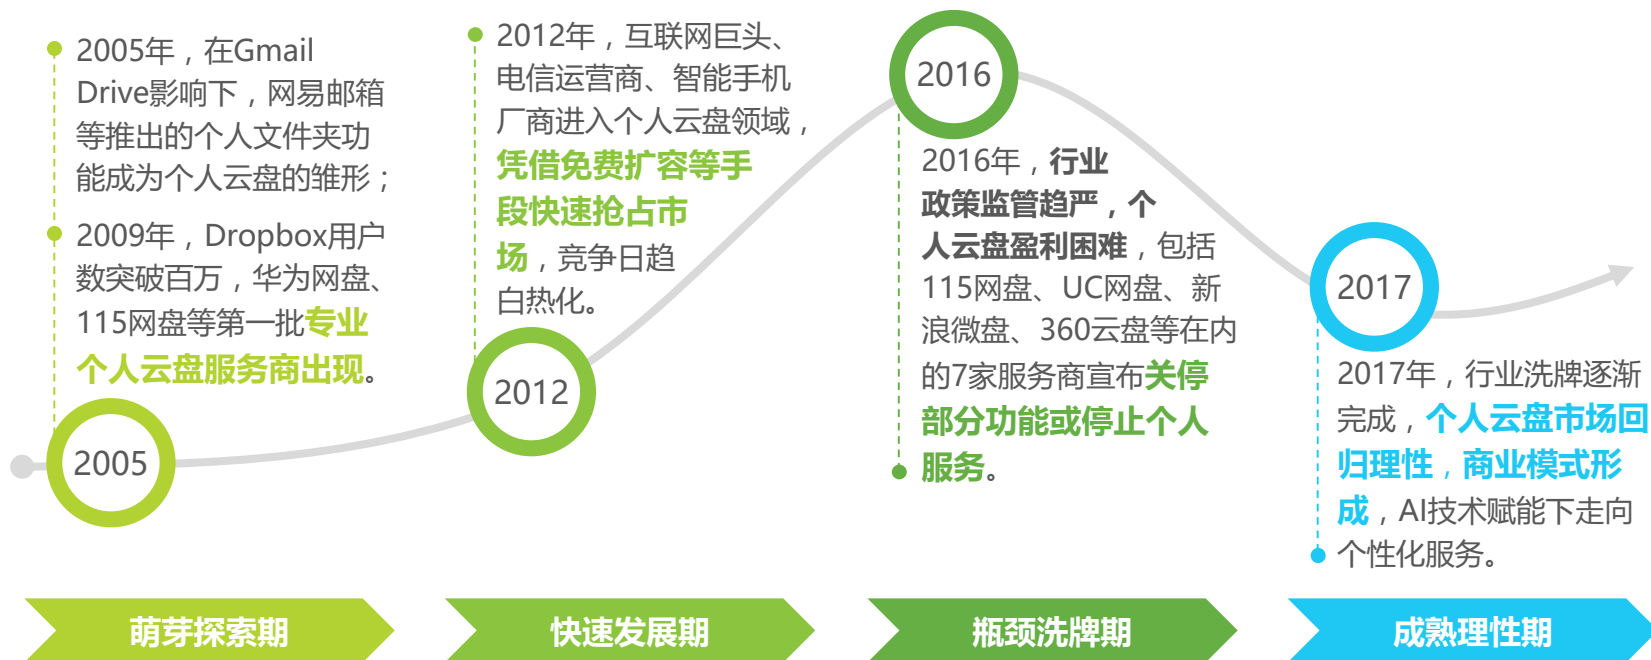 2005年，在Gmail
Drive影响下，网易邮箱
等推出的个人文件夹功
能成为个人云盘的雏形；
2009年，Dropbox用户
数突破百万，华为网盘、
115网盘等第一批专业
个人云盘服务商出现。
2005
萌芽探索期
2012年，互联网巨头、
电信运营商、智能手机
厂商进入个人云盘领域，
凭借免费扩容等手
段快速抢占市
场，竞争日趋
白热化。
2012
快速发展期
2016
2016年，行业
政策监管趋严，个
人云盘盈利困难，包括
115网盘、UC网盘、新
浪微盘、360云盘等在内
的7家服务商宣布关停
部分功能或停止个人
服务。
瓶颈洗牌期
2017
2017年，行业洗牌逐渐
完成，个人云盘市场回
归理性，商业模式形
成，AI技术赋能下走向
个性化服务。
成熟理性期